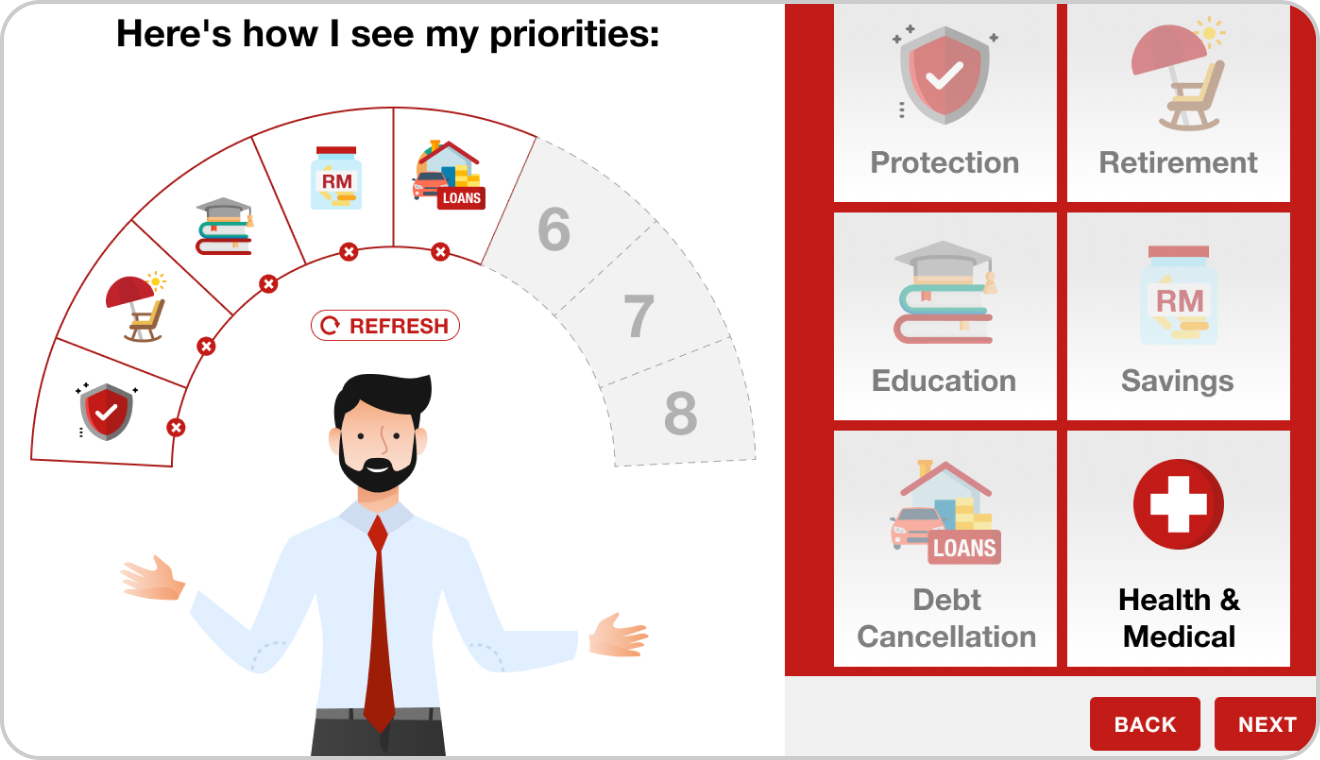 Here's how I see my priorities:
RM
LOANS
6
7
8
REFRESH
Protection
Retirement
Education
RM
Savings
LOANS
Debt
Cancellation
Health &
Medical
BACK
NEXT